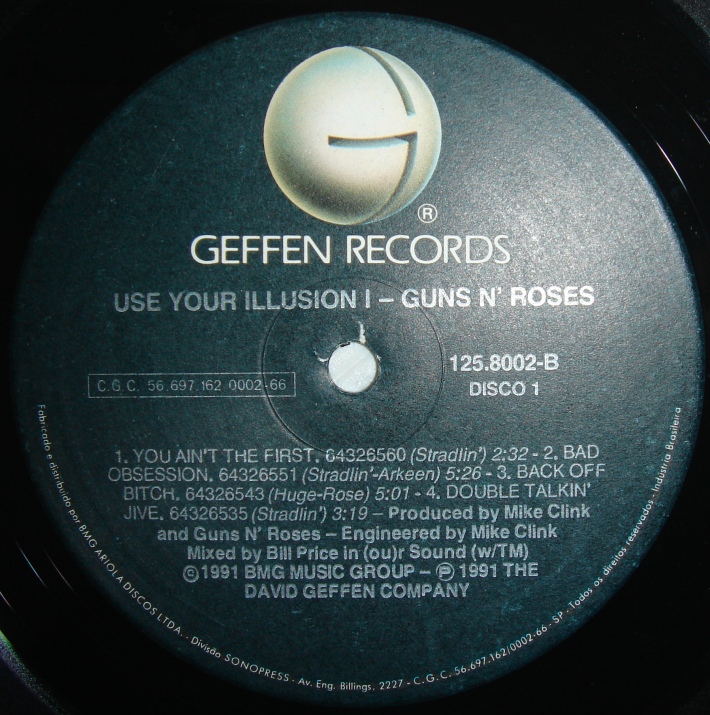 ®
GEFFEN RECORDS
USE YOUR ILLUSION I – GUNS N' ROSES
125.8002-B
C.G.C. 56.697.162 0002-66
DISCO 1
1. YOU AIN'T THE FIRST. 64326560 (Stradlin') 2:32 - 2. BAD
OBSESSION. 64326551 (Stradlin'-Arkeen) 5:26 - 3. BACK OFF
BITCH. 64326543 (Huge-Rose) 5:01 - 4. DOUBLE TALKIN'
JIVE. 64326535 (Stradlin') 3:19 – Produced by Mike Clink
and Guns N' Roses – Engineered by Mike Clink
Mixed by Bill Price in (ou)r Sound (w/TM)
©1991 BMG MUSIC GROUP – ℗ 1991 THE
DAVID GEFFEN COMPANY
Fabricado e distribuído por BMG ARIOLA DISCOS LTDA. - Divisão SONOPRESS - Av. Eng. Billings, 2227 - C.G.C. 56.697.162/0002-66 - SP - Todos os direitos reservados - Indústria Brasileira